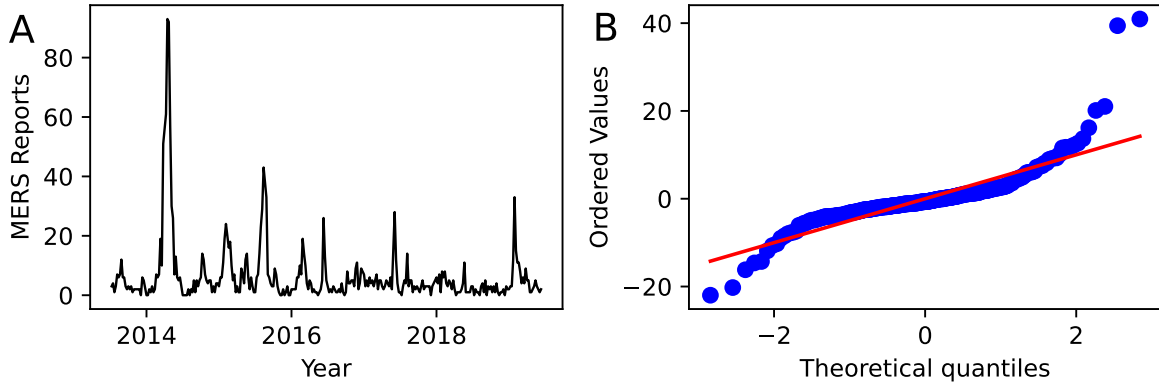 A
MERS Reports
80
60
40
20
0
2014
2016
2018
Year
B
Ordered Values
40
20
0
−20
−2
0
2
Theoretical quantiles